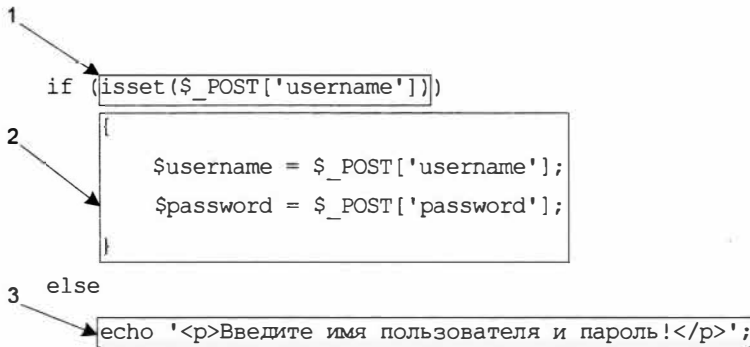 1
if (isset($_POST['username']))
{
2
$username = $_POST['username'];
$password = $_POST['password'];
}
else
3
echo '<p>Введите имя пользователя и пароль!</p>';